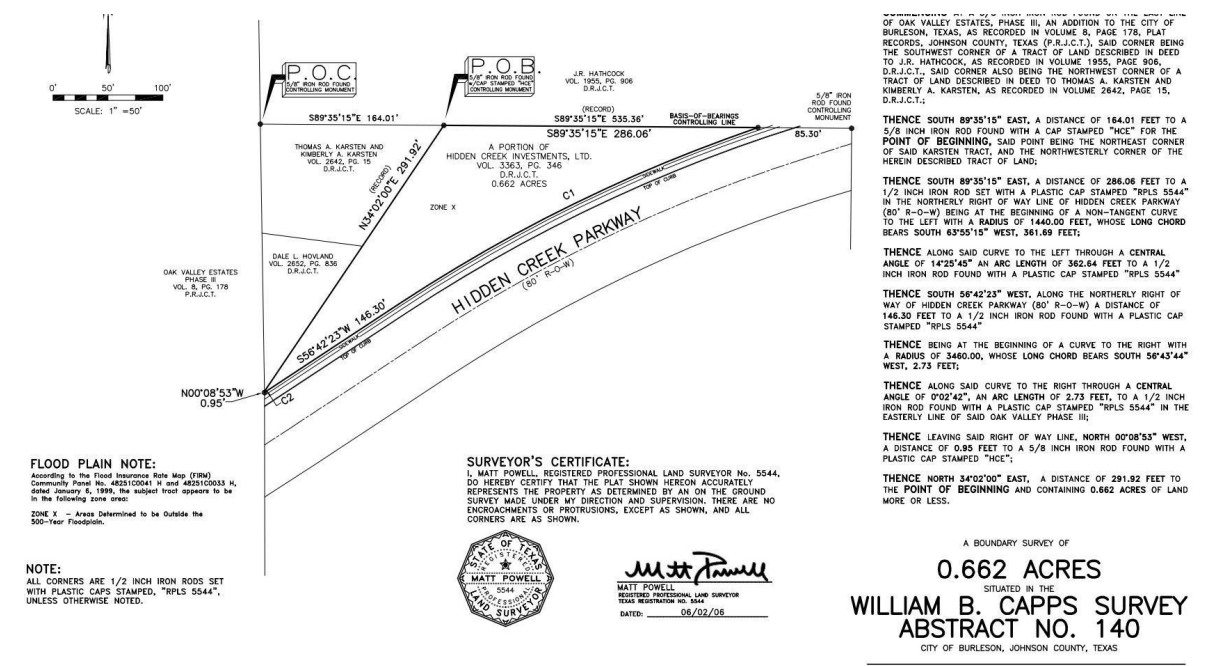 0' 50' 100'
SCALE: 1" =50'
P.O.C.
5/8" IRON ROD FOUND
CONTROLLING MONUMENT
P.O.B.
5/8" IRON ROD FOUND
w/CAP STAMPED "HCE"
CONTROLLING MONUMENT
J.R. HATHCOCK
VOL. 1955, PG. 906
D.R.J.C.T.
5/8" IRON
ROD FOUND
CONTROLLING
MONUMENT
S89°35'15"E 164.01'
(RECORD)
S89°35'15"E 535.36'
BASIS-OF-BEARINGS
CONTROLLING LINE
S89°35'15"E 286.06'
85.30'
THOMAS A. KARSTEN and
KIMBERLY A. KARSTEN
VOL. 2642, PG. 15
D.R.J.C.T.
(RECORD)
N34°02'00"E 291.92'
A PORTION OF
HIDDEN CREEK INVESTMENTS, LTD.
VOL. 3363, PG. 346
D.R.J.C.T.
0.662 ACRES
ZONE X
C1
SIDEWALK
TOP OF CURB
HIDDEN CREEK PARKWAY
(80' R-O-W)
DALE L. HOVLAND
VOL. 2652, PG. 836
D.R.J.C.T.
OAK VALLEY ESTATES
PHASE III
VOL. 8, PG. 178
P.R.J.C.T.
S56°42'23"W 146.30'
SIDEWALK
TOP OF CURB
N00°08'53"W
0.95'
C2
FLOOD PLAIN NOTE:
According to the Flood Insurance Rate Map (FIRM)
Community Panel No. 48251C0041 H and 48251C0033 H,
dated January 6, 1999, the subject tract appears to be
in the following zone area:
ZONE X - Areas Determined to be Outside the
500-Year Floodplain.
NOTE:
ALL CORNERS ARE 1/2 INCH IRON RODS SET
WITH PLASTIC CAPS STAMPED, "RPLS 5544",
UNLESS OTHERWISE NOTED.
SURVEYOR'S CERTIFICATE:
I, MATT POWELL, REGISTERED PROFESSIONAL LAND SURVEYOR No. 5544,
DO HEREBY CERTIFY THAT THE PLAT SHOWN HEREON ACCURATELY
REPRESENTS THE PROPERTY AS DETERMINED BY AN ON THE GROUND
SURVEY MADE UNDER MY DIRECTION AND SUPERVISION. THERE ARE NO
ENCROACHMENTS OR PROTRUSIONS, EXCEPT AS SHOWN, AND ALL
CORNERS ARE AS SHOWN.
STATE OF TEXAS
REGISTERED
MATT POWELL
5544
PROFESSIONAL
LAND SURVEYOR
Matt Powell
MATT POWELL
REGISTERED PROFESSIONAL LAND SURVEYOR
TEXAS REGISTRATION NO. 5544
DATED: 06/02/06
COMMENCING AT A 5/8 INCH IRON ROD FOUND ON THE EAST LINE
OF OAK VALLEY ESTATES, PHASE III, AN ADDITION TO THE CITY OF
BURLESON, TEXAS, AS RECORDED IN VOLUME 8, PAGE 178, PLAT
RECORDS, JOHNSON COUNTY, TEXAS (P.R.J.C.T.), SAID CORNER BEING
THE SOUTHWEST CORNER OF A TRACT OF LAND DESCRIBED IN DEED
TO J.R. HATHCOCK, AS RECORDED IN VOLUME 1955, PAGE 906,
D.R.J.C.T., SAID CORNER ALSO BEING THE NORTHWEST CORNER OF A
TRACT OF LAND DESCRIBED IN DEED TO THOMAS A. KARSTEN AND
KIMBERLY A. KARSTEN, AS RECORDED IN VOLUME 2642, PAGE 15,
D.R.J.C.T.;
THENCE SOUTH 89°35'15" EAST, A DISTANCE OF 164.01 FEET TO A
5/8 INCH IRON ROD FOUND WITH A CAP STAMPED "HCE" FOR THE
POINT OF BEGINNING, SAID POINT BEING THE NORTHEAST CORNER
OF SAID KARSTEN TRACT, AND THE NORTHWESTERLY CORNER OF THE
HEREIN DESCRIBED TRACT OF LAND;
THENCE SOUTH 89°35'15" EAST, A DISTANCE OF 286.06 FEET TO A
1/2 INCH IRON ROD SET WITH A PLASTIC CAP STAMPED "RPLS 5544"
IN THE NORTHERLY RIGHT OF WAY LINE OF HIDDEN CREEK PARKWAY
(80' R-O-W) BEING AT THE BEGINNING OF A NON-TANGENT CURVE
TO THE LEFT WITH A RADIUS OF 1440.00 FEET, WHOSE LONG CHORD
BEARS SOUTH 63°55'15" WEST, 361.69 FEET;
THENCE ALONG SAID CURVE TO THE LEFT THROUGH A CENTRAL
ANGLE OF 14°25'45" AN ARC LENGTH OF 362.64 FEET TO A 1/2
INCH IRON ROD FOUND WITH A PLASTIC CAP STAMPED "RPLS 5544"
THENCE SOUTH 56°42'23" WEST, ALONG THE NORTHERLY RIGHT OF
WAY OF HIDDEN CREEK PARKWAY (80' R-O-W) A DISTANCE OF
146.30 FEET TO A 1/2 INCH IRON ROD FOUND WITH A PLASTIC CAP
STAMPED "RPLS 5544"
THENCE BEING AT THE BEGINNING OF A CURVE TO THE RIGHT WITH
A RADIUS OF 3460.00, WHOSE LONG CHORD BEARS SOUTH 56°43'44"
WEST, 2.73 FEET;
THENCE ALONG SAID CURVE TO THE RIGHT THROUGH A CENTRAL
ANGLE OF 0°02'42", AN ARC LENGTH OF 2.73 FEET, TO A 1/2 INCH
IRON ROD FOUND WITH A PLASTIC CAP STAMPED "RPLS 5544" IN THE
EASTERLY LINE OF SAID OAK VALLEY PHASE III;
THENCE LEAVING SAID RIGHT OF WAY LINE, NORTH 00°08'53" WEST,
A DISTANCE OF 0.95 FEET TO A 5/8 INCH IRON ROD FOUND WITH A
PLASTIC CAP STAMPED "HCE";
THENCE NORTH 34°02'00" EAST, A DISTANCE OF 291.92 FEET TO
THE POINT OF BEGINNING AND CONTAINING 0.662 ACRES OF LAND
MORE OR LESS.
A BOUNDARY SURVEY OF
0.662 ACRES
SITUATED IN THE
WILLIAM B. CAPPS SURVEY
ABSTRACT NO. 140
CITY OF BURLESON, JOHNSON COUNTY, TEXAS